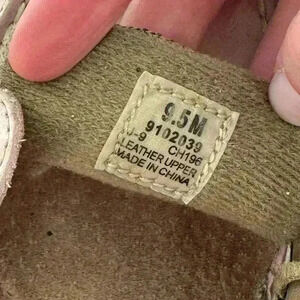 9.5M
9102039
J-9 CH196
LEATHER UPPER
MADE IN CHINA